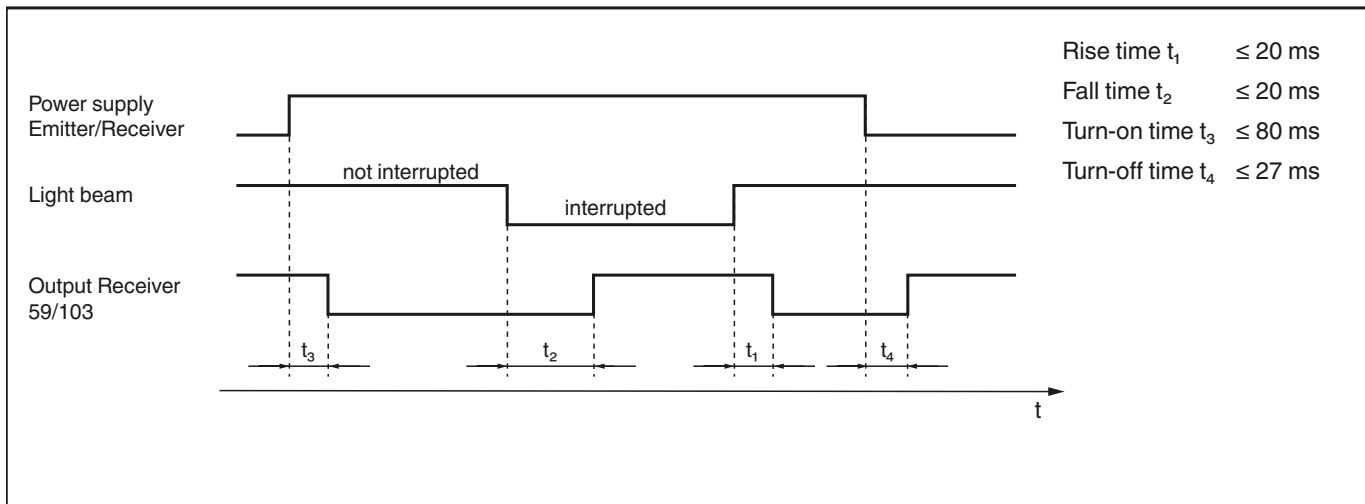 Rise time t₁ ≤ 20 ms
Fall time t₂ ≤ 20 ms
Turn-on time t₃ ≤ 80 ms
Turn-off time t₄ ≤ 27 ms
Power supply
Emitter/Receiver
not interrupted
Light beam
interrupted
Output Receiver
59/103
t₃ t₂ t₁ t₄
t